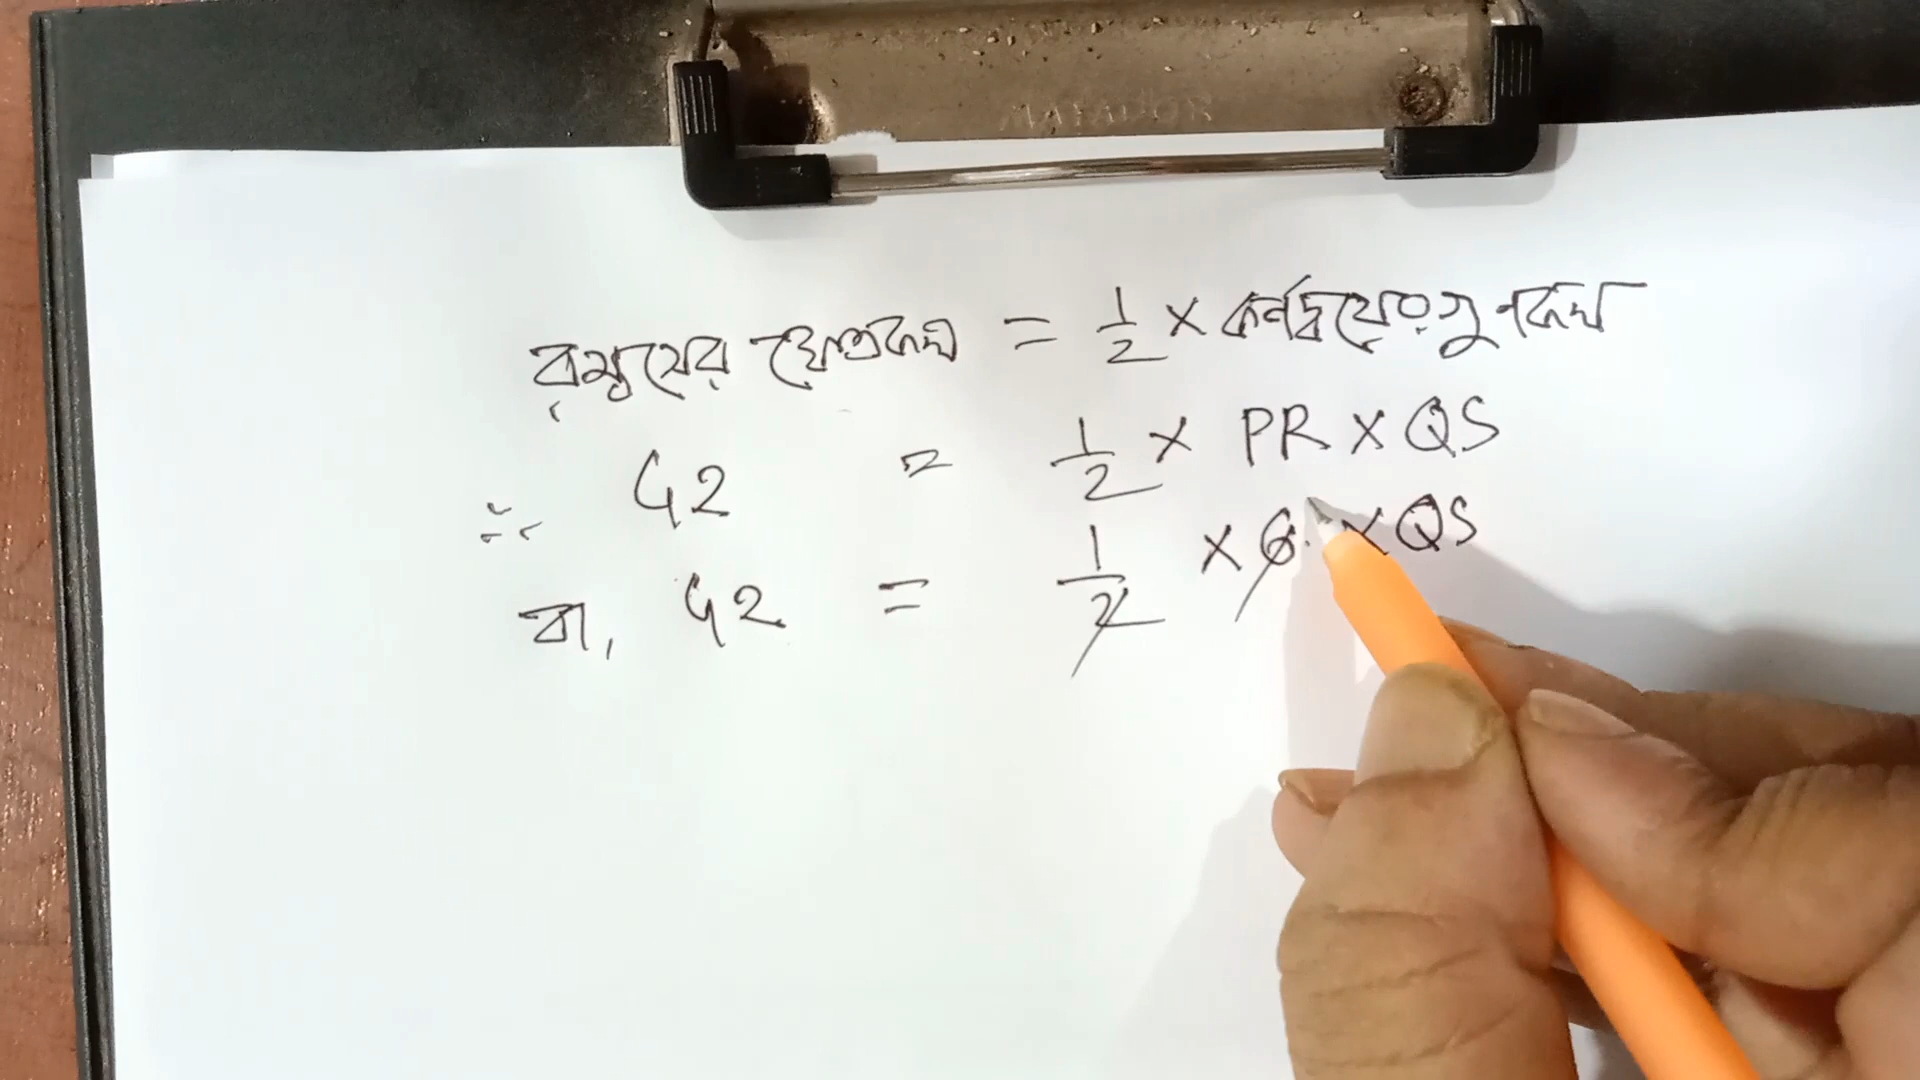 MATADOR
রম্বসের ক্ষেত্রফল = 1/2 × কর্ণদ্বয়ের গুণফল
∴ 42 = 1/2 × PR × QS
বা, 42 = 1/2 × 6 × QS